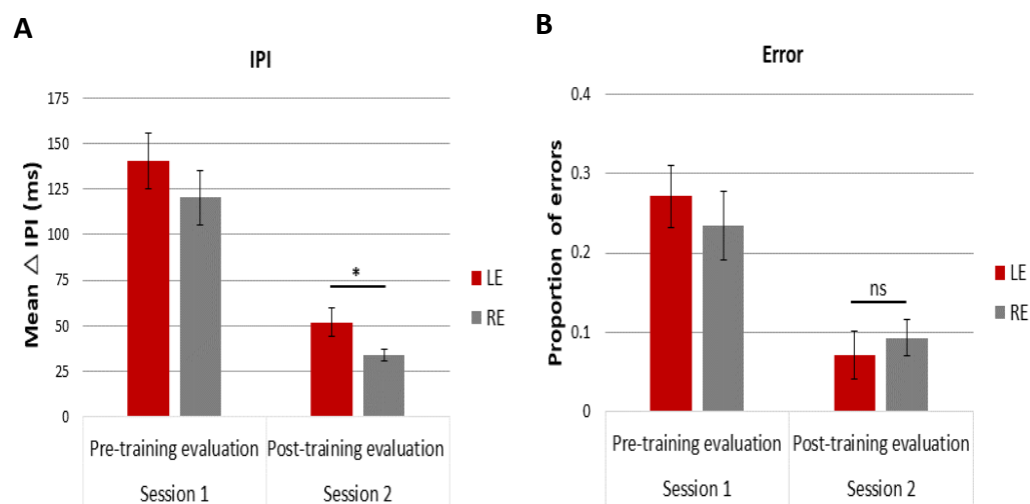 A
IPI
Mean △ IPI (ms)
175
150
125
100
75
50
25
0
*
LE
RE
Pre-training evaluation Post-training evaluation
Session 1 Session 2
B
Error
Proportion of errors
0.4
0.3
0.2
0.1
0
ns
LE
RE
Pre-training evaluation Post-training evaluation
Session 1 Session 2